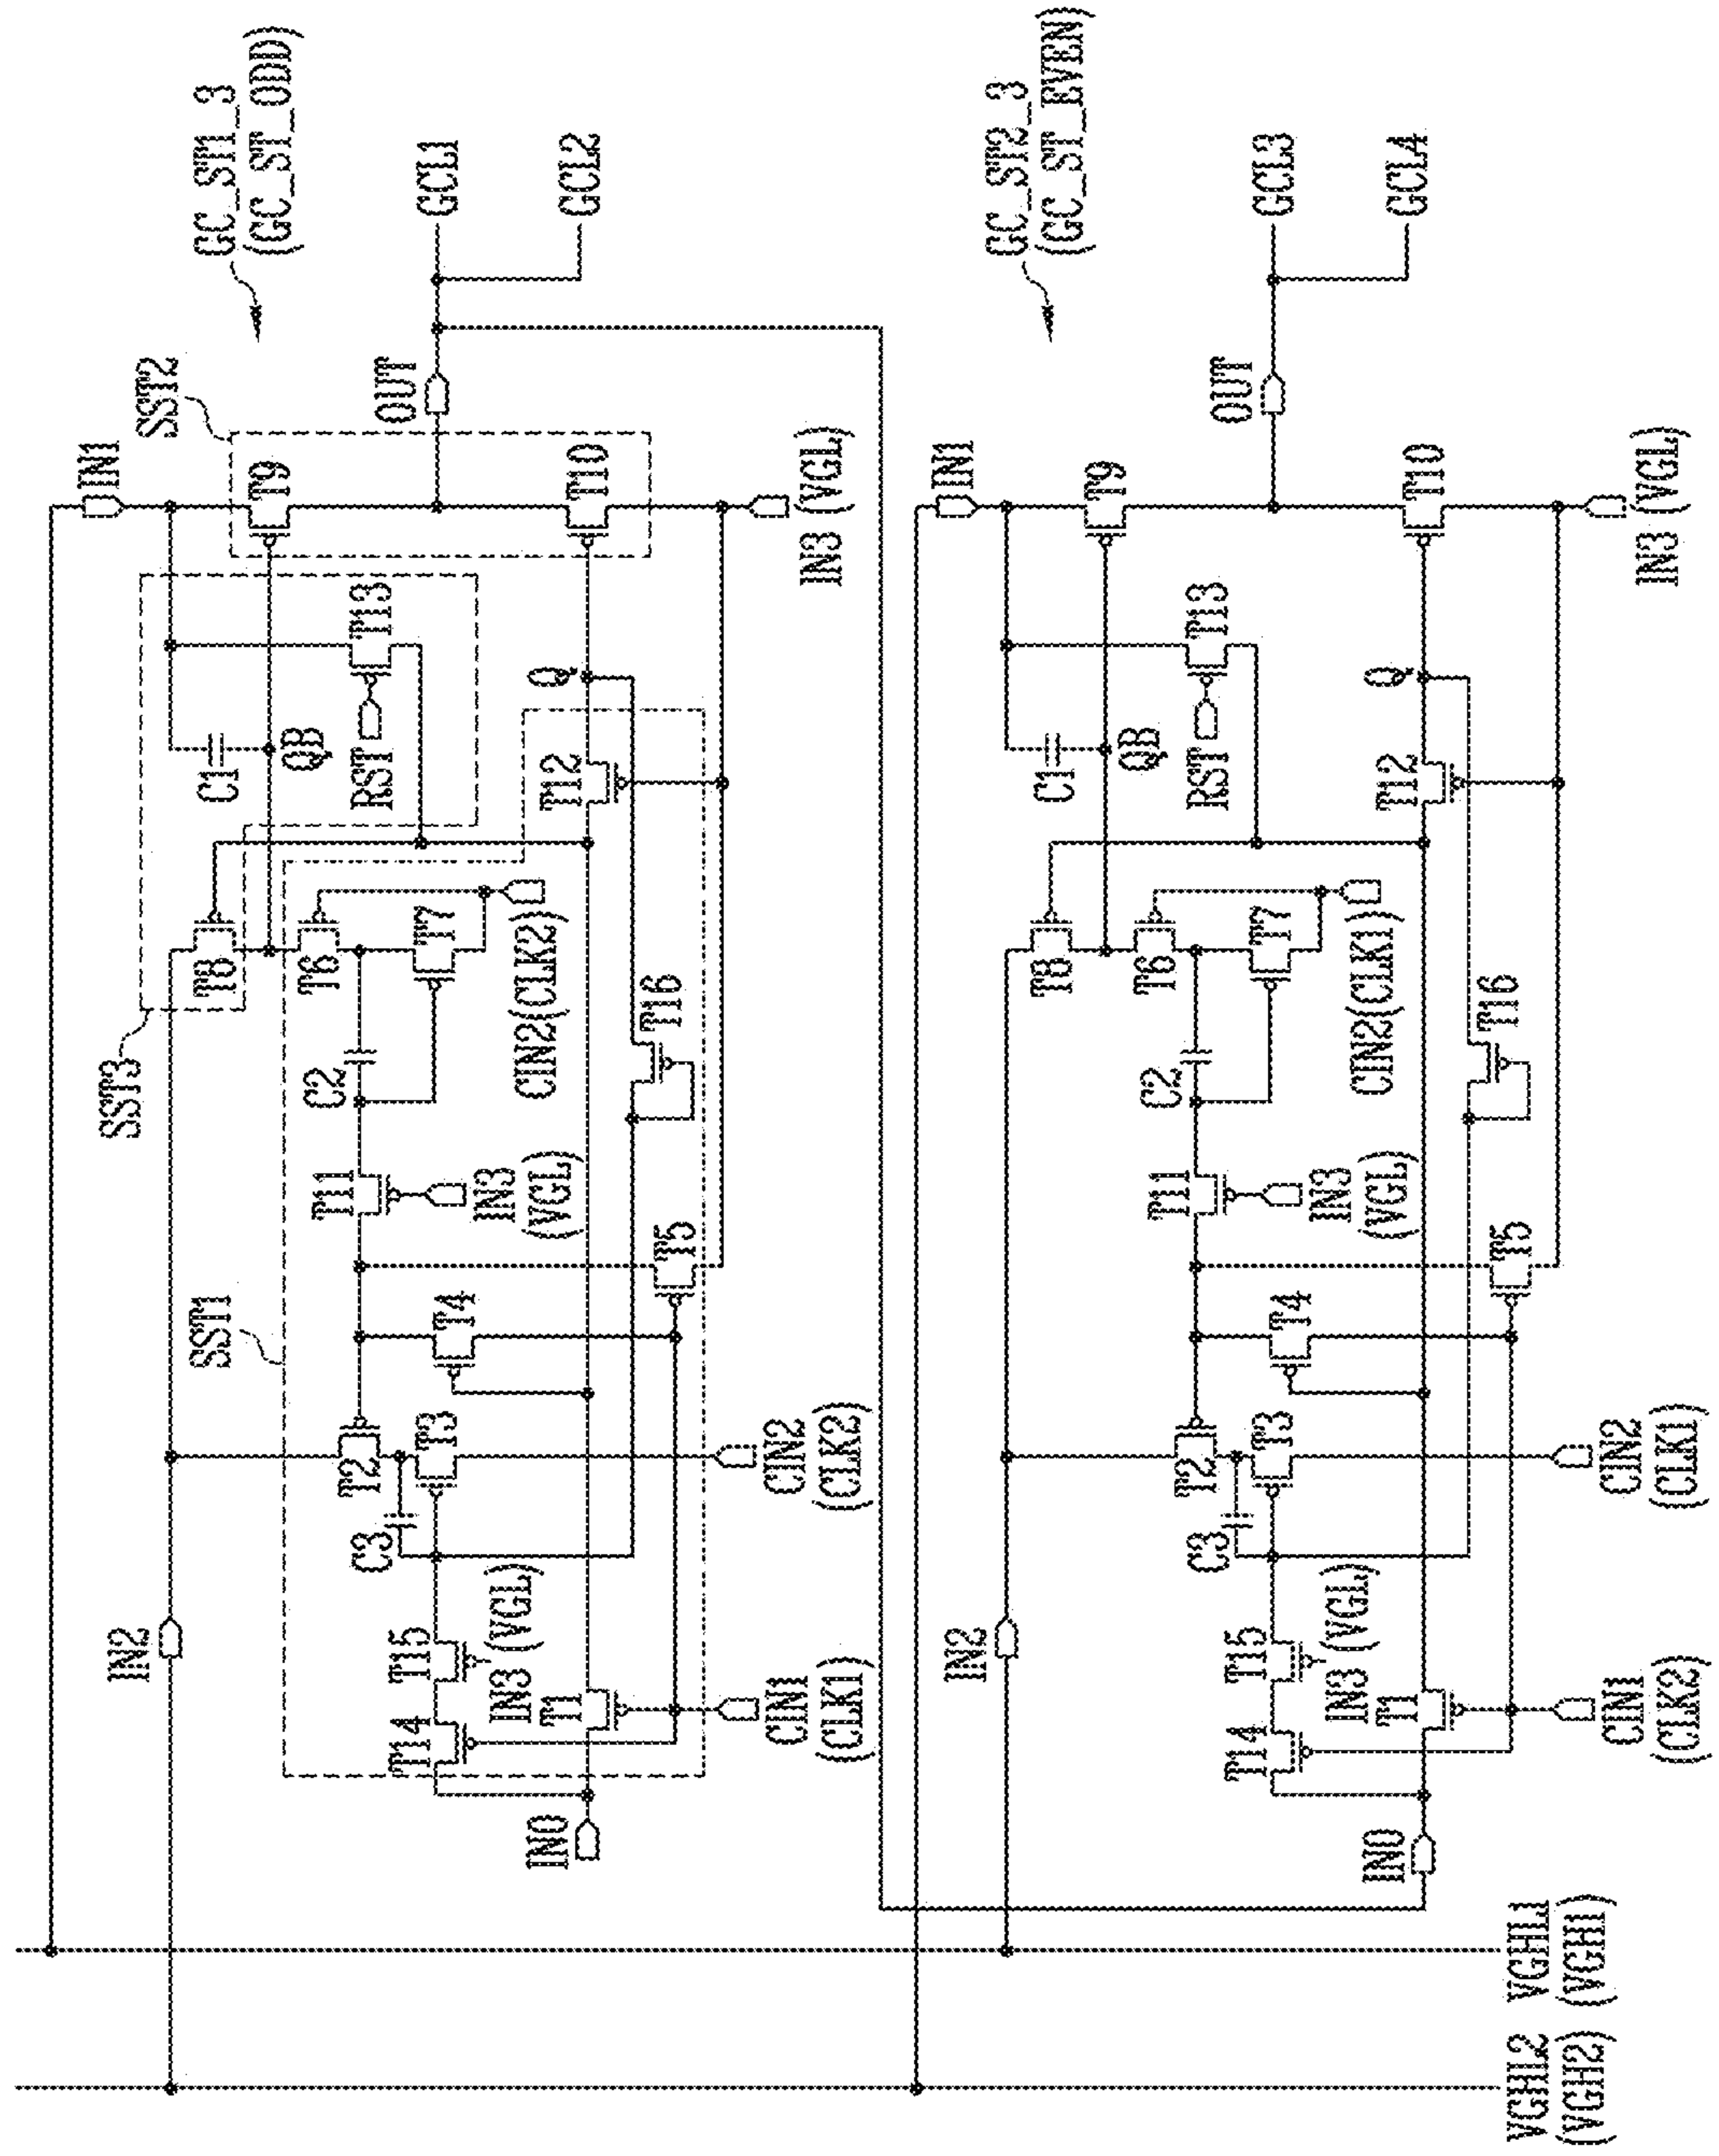 GC_ST1_3
(GC_ST_ODD)
GCL1
GCL2
SST2
OUT
IN1
T9
T10
IN3 (VGL)
SST3
C1
QB
T13
RST
Q
T12
T8
T6
T7
CIN2(CLK2)
C2
T16
T11
IN3
(VGL)
SST1
T5
T4
T2
T3
C3
CIN2
(CLK2)
IN2
T15
T14
IN3 (VGL)
T1
CIN1
(CLK1)
IN0
GC_ST2_3
(GC_ST_EVEN)
GCL3
GCL4
OUT
IN1
T9
T10
IN3 (VGL)
C1
QB
T13
RST
Q
T12
T8
T6
T7
CIN2(CLK1)
C2
T16
T11
IN3
(VGL)
T5
T4
T2
T3
C3
CIN2
(CLK1)
IN2
T15
T14
IN3 (VGL)
T1
CIN1
(CLK2)
IN0
VGHL1
(VGH1)
VGHL2
(VGH2)